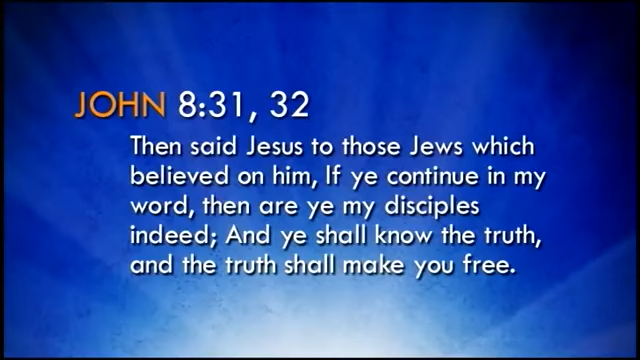 JOHN 8:31, 32
Then said Jesus to those Jews which
believed on him, If ye continue in my
word, then are ye my disciples
indeed; And ye shall know the truth,
and the truth shall make you free.